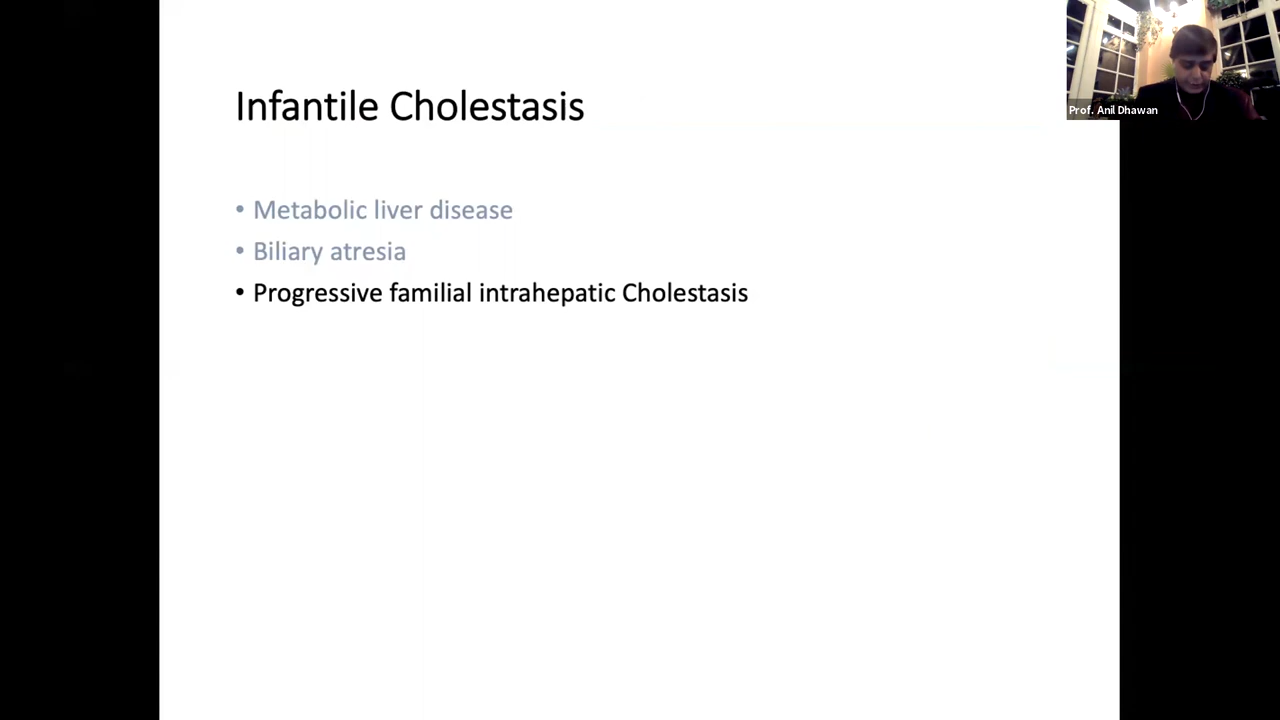 Infantile Cholestasis
• Metabolic liver disease
• Biliary atresia
• Progressive familial intrahepatic Cholestasis
Prof. Anil Dhawan